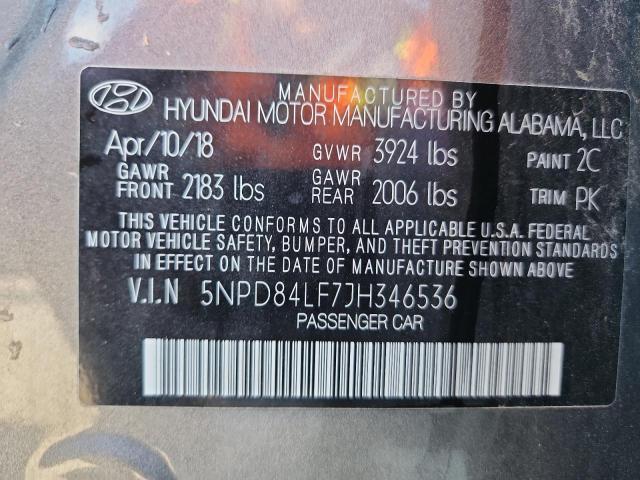 MANUFACTURED BY
HYUNDAI MOTOR MANUFACTURING ALABAMA, LLC
Apr/10/18 GVWR 3924 lbs PAINT 2C
GAWR FRONT 2183 lbs GAWR REAR 2006 lbs TRIM PK
THIS VEHICLE CONFORMS TO ALL APPLICABLE U.S.A. FEDERAL
MOTOR VEHICLE SAFETY, BUMPER, AND THEFT PREVENTION STANDARDS
IN EFFECT ON THE DATE OF MANUFACTURE SHOWN ABOVE.
V.I.N 5NPD84LF7JH346536
PASSENGER CAR